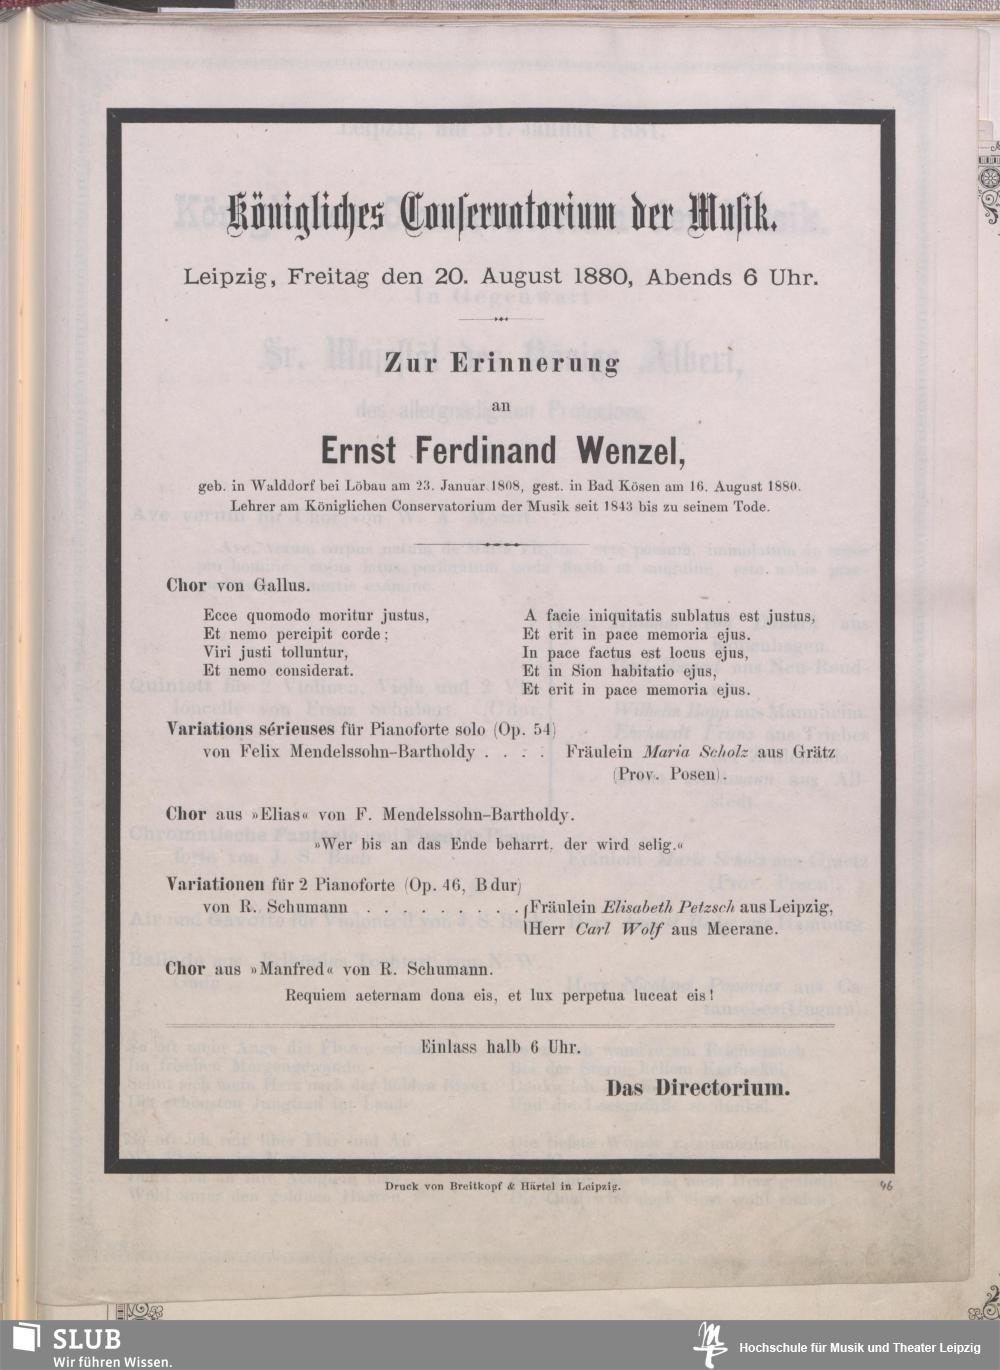 Königliches Conservatorium der Musik.
Leipzig, Freitag den 20. August 1880, Abends 6 Uhr.
Zur Erinnerung
an
Ernst Ferdinand Wenzel,
geb. in Walddorf bei Löbau am 23. Januar 1808, gest. in Bad Kösen am 16. August 1880.
Lehrer am Königlichen Conservatorium der Musik seit 1843 bis zu seinem Tode.
Chor von Gallus.
Ecce quomodo moritur justus,
Et nemo percipit corde;
Viri justi tolluntur,
Et nemo considerat.
A facie iniquitatis sublatus est justus,
Et erit in pace memoria ejus.
In pace factus est locus ejus,
Et in Sion habitatio ejus,
Et erit in pace memoria ejus.
Variations sérieuses für Pianoforte solo (Op. 54)
von Felix Mendelssohn-Bartholdy . . . . Fräulein Maria Scholz aus Grätz
(Prov. Posen).
Chor aus »Elias« von F. Mendelssohn-Bartholdy.
»Wer bis an das Ende beharrt, der wird selig.«
Variationen für 2 Pianoforte (Op. 46, B dur)
von R. Schumann . . . . . . . . . Fräulein Elisabeth Petzsch aus Leipzig,
Herr Carl Wolf aus Meerane.
Chor aus »Manfred« von R. Schumann.
Requiem aeternam dona eis, et lux perpetua luceat eis!
Einlass halb 6 Uhr.
Das Directorium.
Druck von Breitkopf & Härtel in Leipzig.
46
SLUB
Wir führen Wissen.
Hochschule für Musik und Theater Leipzig